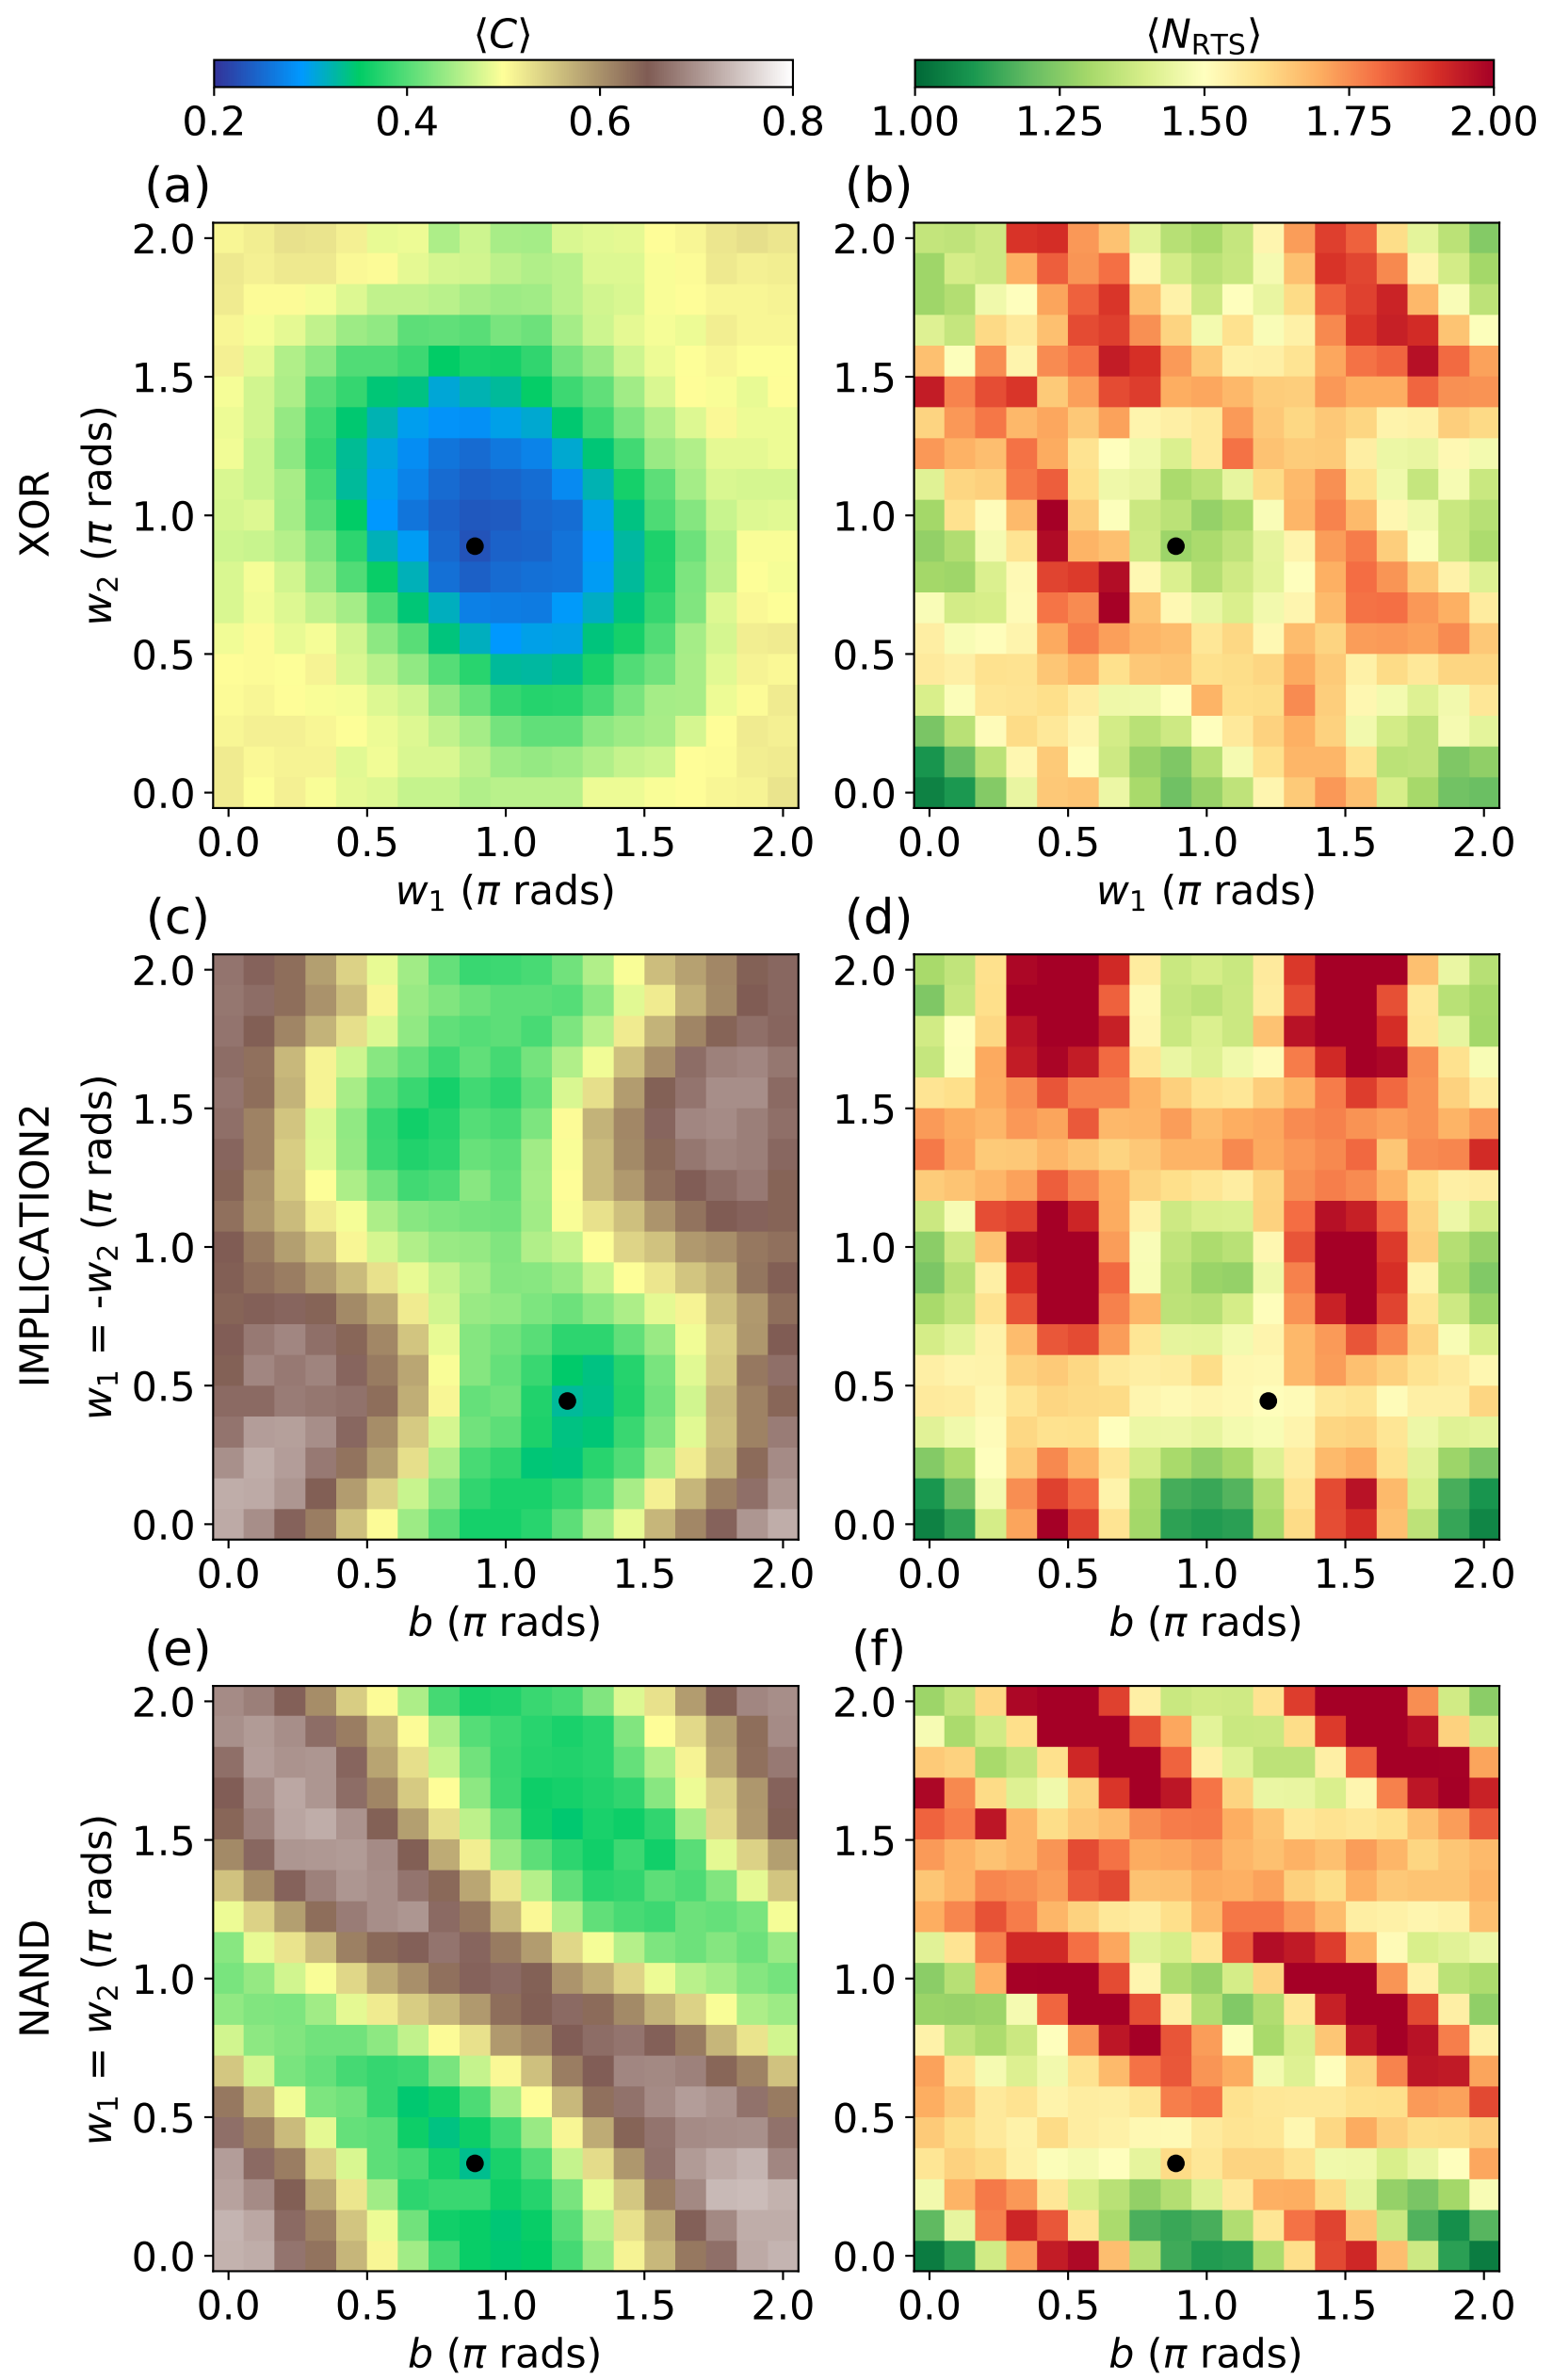 ⟨C⟩ ⟨N_RTS⟩
0.2 0.4 0.6 0.8 1.00 1.25 1.50 1.75 2.00
(a) (b)
XOR
w₂ (π rads)
2.0 2.0
1.5 1.5
1.0 1.0
0.5 0.5
0.0 0.0
0.0 0.5 1.0 1.5 2.0 0.0 0.5 1.0 1.5 2.0
w₁ (π rads) w₁ (π rads)
(c) (d)
IMPLICATION2
w₁ = -w₂ (π rads)
2.0 2.0
1.5 1.5
1.0 1.0
0.5 0.5
0.0 0.0
0.0 0.5 1.0 1.5 2.0 0.0 0.5 1.0 1.5 2.0
b (π rads) b (π rads)
(e) (f)
NAND
w₁ = w₂ (π rads)
2.0 2.0
1.5 1.5
1.0 1.0
0.5 0.5
0.0 0.0
0.0 0.5 1.0 1.5 2.0 0.0 0.5 1.0 1.5 2.0
b (π rads) b (π rads)